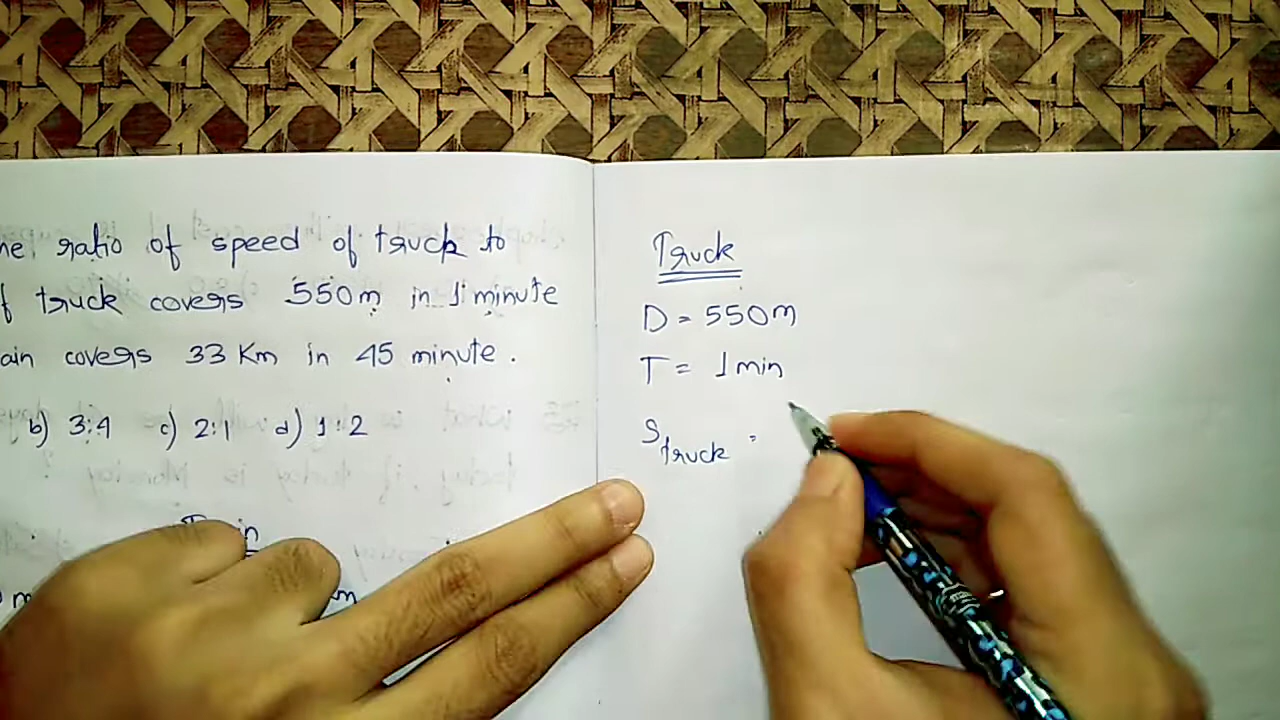 ratio of speed of truck to
truck covers 550m in 1 minute
covers 33 Km in 45 minute.
b) 3:4 c) 2:1 d) 1:2
Truck
D = 550m
T = 1 min
S truck =